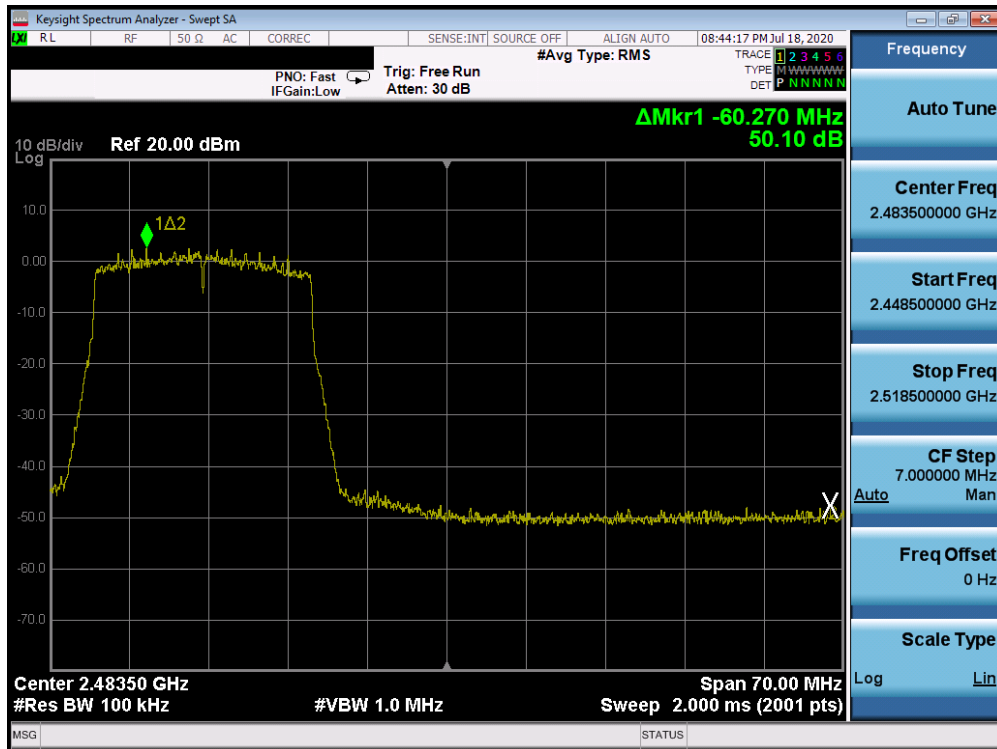 Keysight Spectrum Analyzer - Swept SA
LXI RL RF 50 Ω AC CORREC SENSE:INT SOURCE OFF ALIGN AUTO 08:44:17 PM Jul 18, 2020
#Avg Type: RMS TRACE 1 2 3 4 5 6
PNO: Fast Trig: Free Run TYPE M WWWWW
IFGain:Low Atten: 30 dB DET P N N N N N
ΔMkr1 -60.270 MHz
50.10 dB
10 dB/div Ref 20.00 dBm
Log
10.0
1Δ2
0.00
-10.0
-20.0
-30.0
-40.0
-50.0
X
-60.0
-70.0
Center 2.48350 GHz Span 70.00 MHz
#Res BW 100 kHz #VBW 1.0 MHz Sweep 2.000 ms (2001 pts)
MSG STATUS
Frequency
Auto Tune
Center Freq
2.483500000 GHz
Start Freq
2.448500000 GHz
Stop Freq
2.518500000 GHz
CF Step
7.000000 MHz
Auto Man
Freq Offset
0 Hz
Scale Type
Log Lin